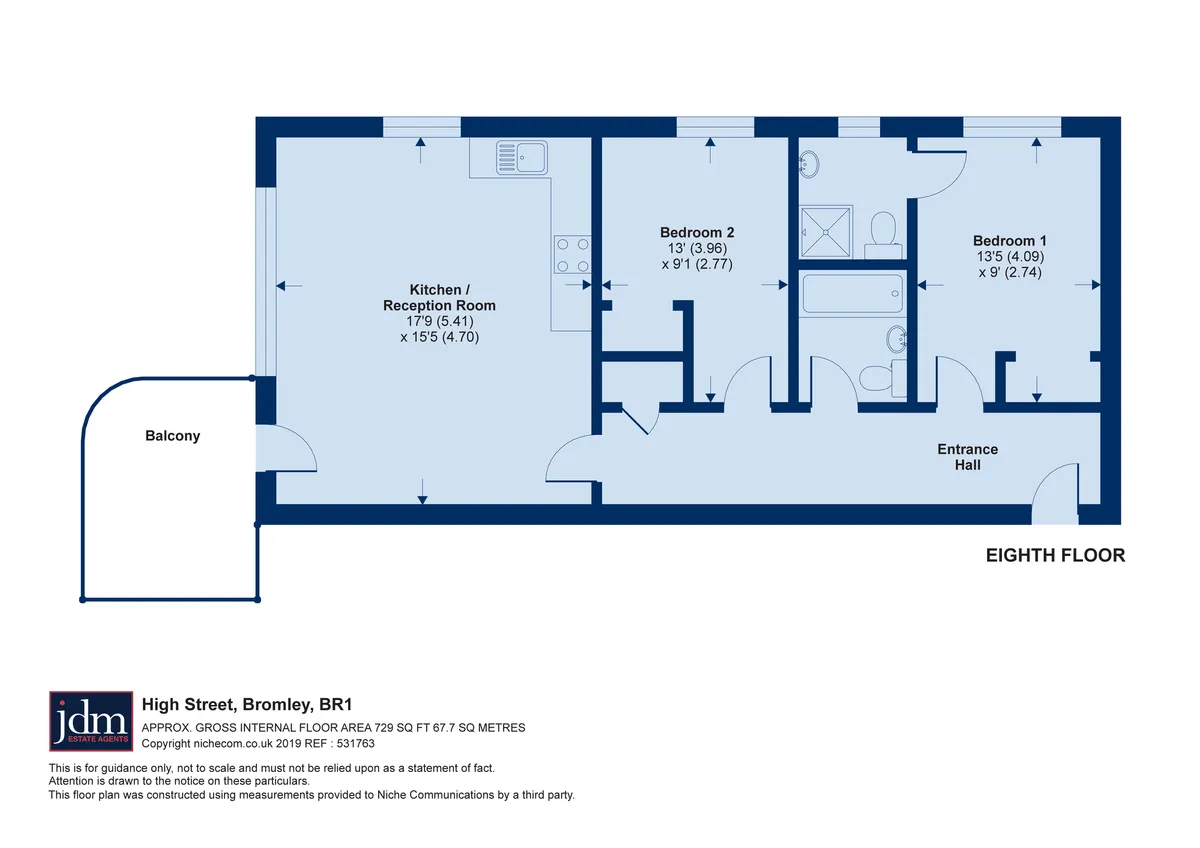 Kitchen /
Reception Room
17'9 (5.41)
x 15'5 (4.70)
Bedroom 2
13' (3.96)
x 9'1 (2.77)
Bedroom 1
13'5 (4.09)
x 9' (2.74)
Balcony
Entrance
Hall
EIGHTH FLOOR
jdm
ESTATE AGENTS
High Street, Bromley, BR1
APPROX. GROSS INTERNAL FLOOR AREA 729 SQ FT 67.7 SQ METRES
Copyright nichecom.co.uk 2019 REF : 531763
This is for guidance only, not to scale and must not be relied upon as a statement of fact.
Attention is drawn to the notice on these particulars.
This floor plan was constructed using measurements provided to Niche Communications by a third party.